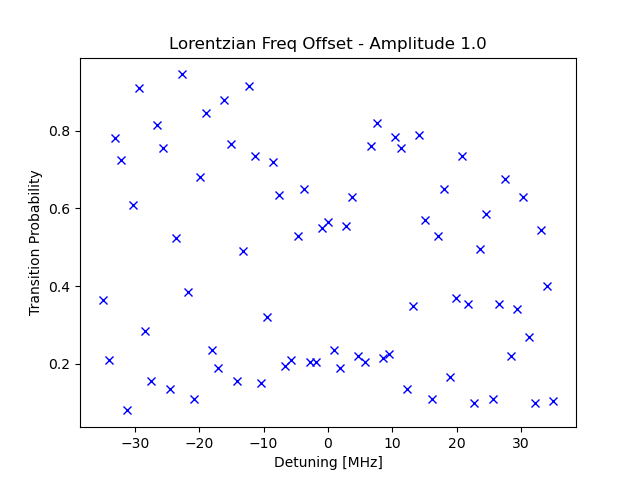 Lorentzian Freq Offset - Amplitude 1.0
Transition Probability
0.8
0.6
0.4
0.2
−30 −20 −10 0 10 20 30
Detuning [MHz]